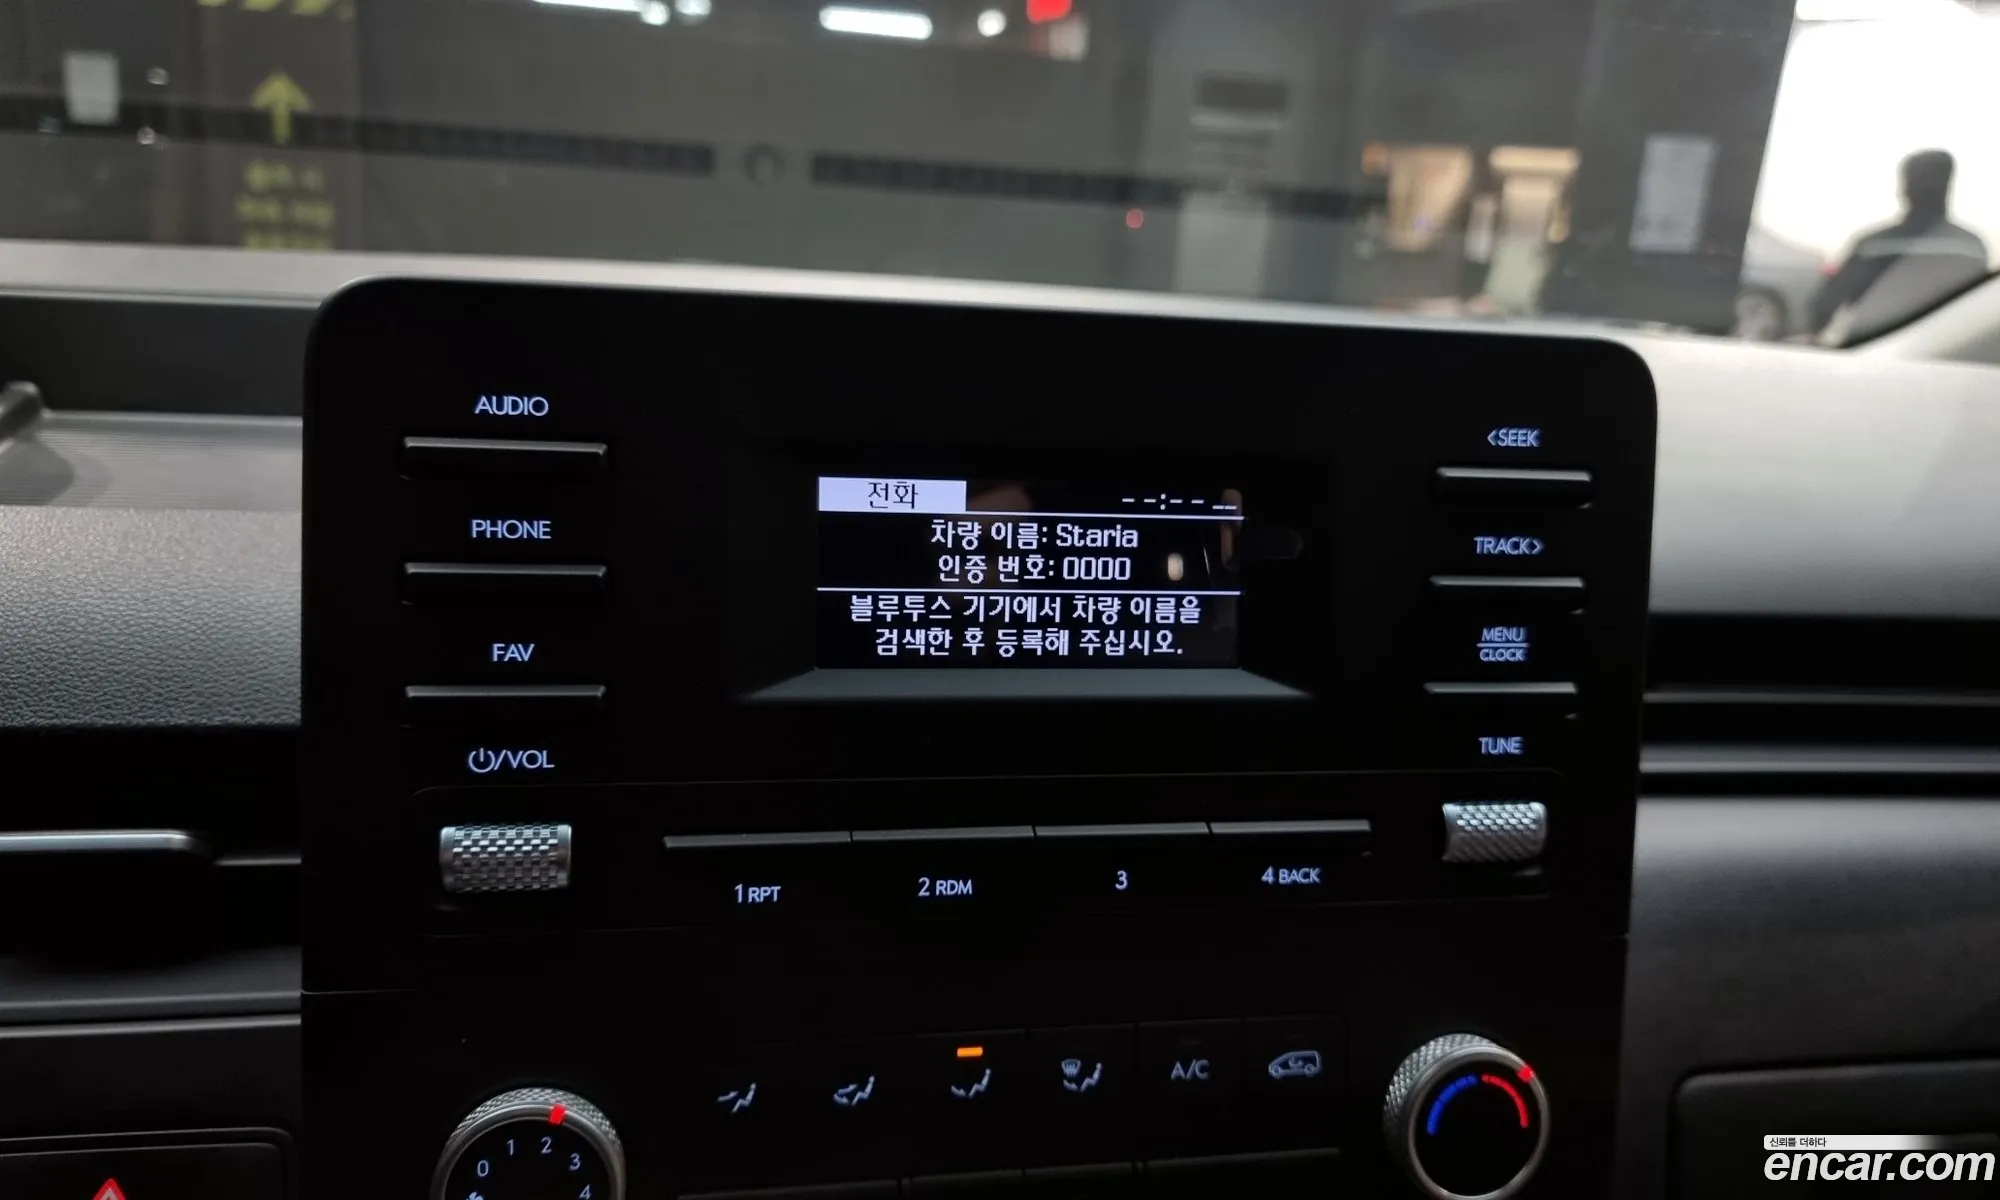 AUDIO
PHONE
FAV
/VOL
전화
--:-- --
차량 이름: Staria
인증 번호: 0000
블루투스 기기에서 차량 이름을
검색한 후 등록해 주십시오.
<SEEK
TRACK>
MENU
CLOCK
TUNE
1 RPT
2 RDM
3
4 BACK
A/C
0
1
2
3
4
신뢰를 더하다
encar.com